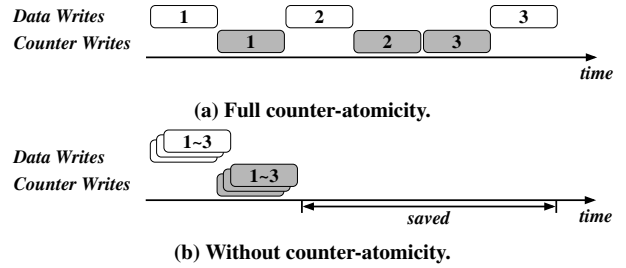 Data Writes 1 2 3
Counter Writes 1 2 3
time
(a) Full counter-atomicity.
Data Writes 1~3
Counter Writes 1~3
saved time
(b) Without counter-atomicity.